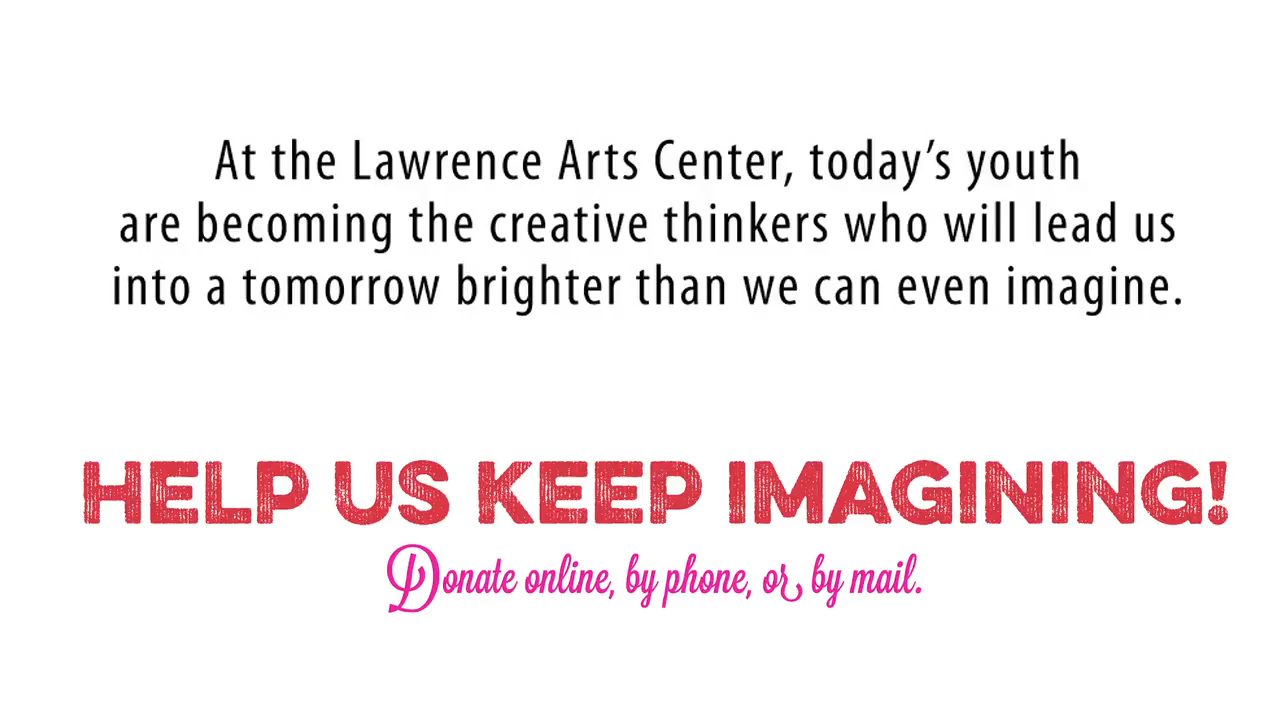 At the Lawrence Arts Center, today’s youth
are becoming the creative thinkers who will lead us
into a tomorrow brighter than we can even imagine.
HELP US KEEP IMAGINING!
Donate online, by phone, or by mail.